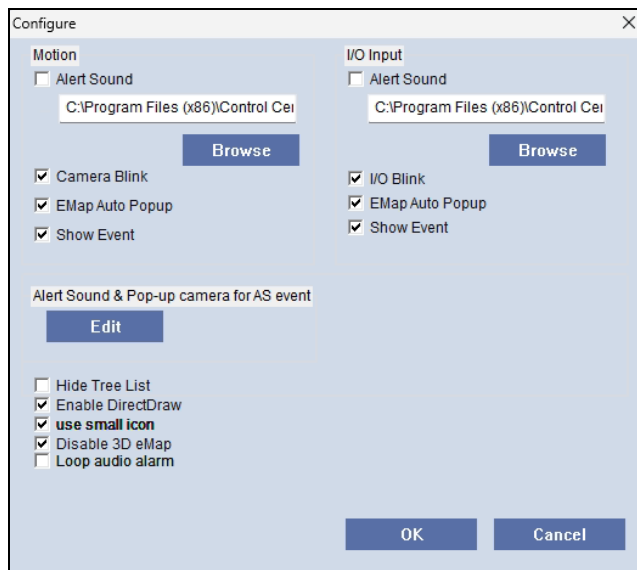 Configure
Motion
Alert Sound
C:\Program Files (x86)\Control Cer
Browse
Camera Blink
EMap Auto Popup
Show Event
I/O Input
Alert Sound
C:\Program Files (x86)\Control Cer
Browse
I/O Blink
EMap Auto Popup
Show Event
Alert Sound & Pop-up camera for AS event
Edit
Hide Tree List
Enable DirectDraw
use small icon
Disable 3D eMap
Loop audio alarm
OK
Cancel